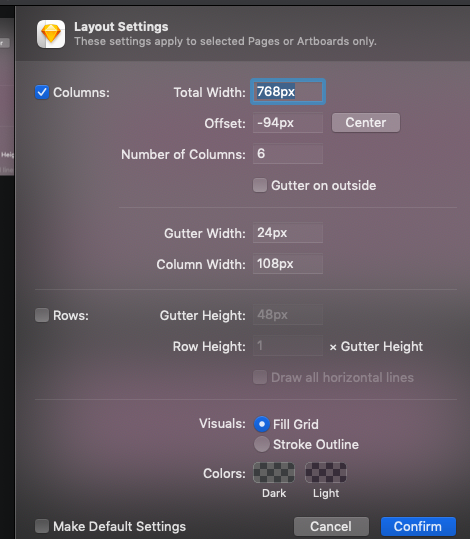 Layout Settings
These settings apply to selected Pages or Artboards only.
Columns: Total Width: 768px
Offset: -94px Center
Number of Columns: 6
Gutter on outside
Gutter Width: 24px
Column Width: 108px
Rows: Gutter Height: 48px
Row Height: 1 × Gutter Height
Draw all horizontal lines
Visuals: Fill Grid
Stroke Outline
Colors:
Dark Light
Make Default Settings Cancel Confirm